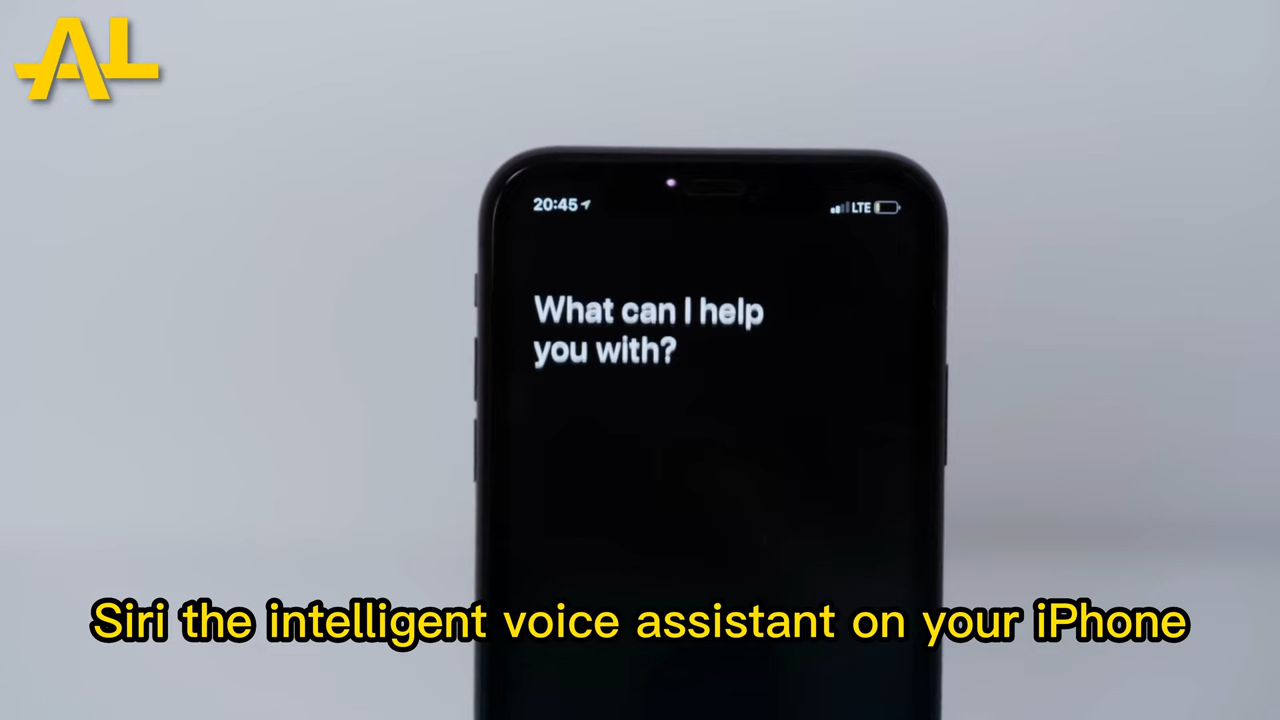 AL
20:45
LTE
What can I help
you with?
Siri the intelligent voice assistant on your iPhone